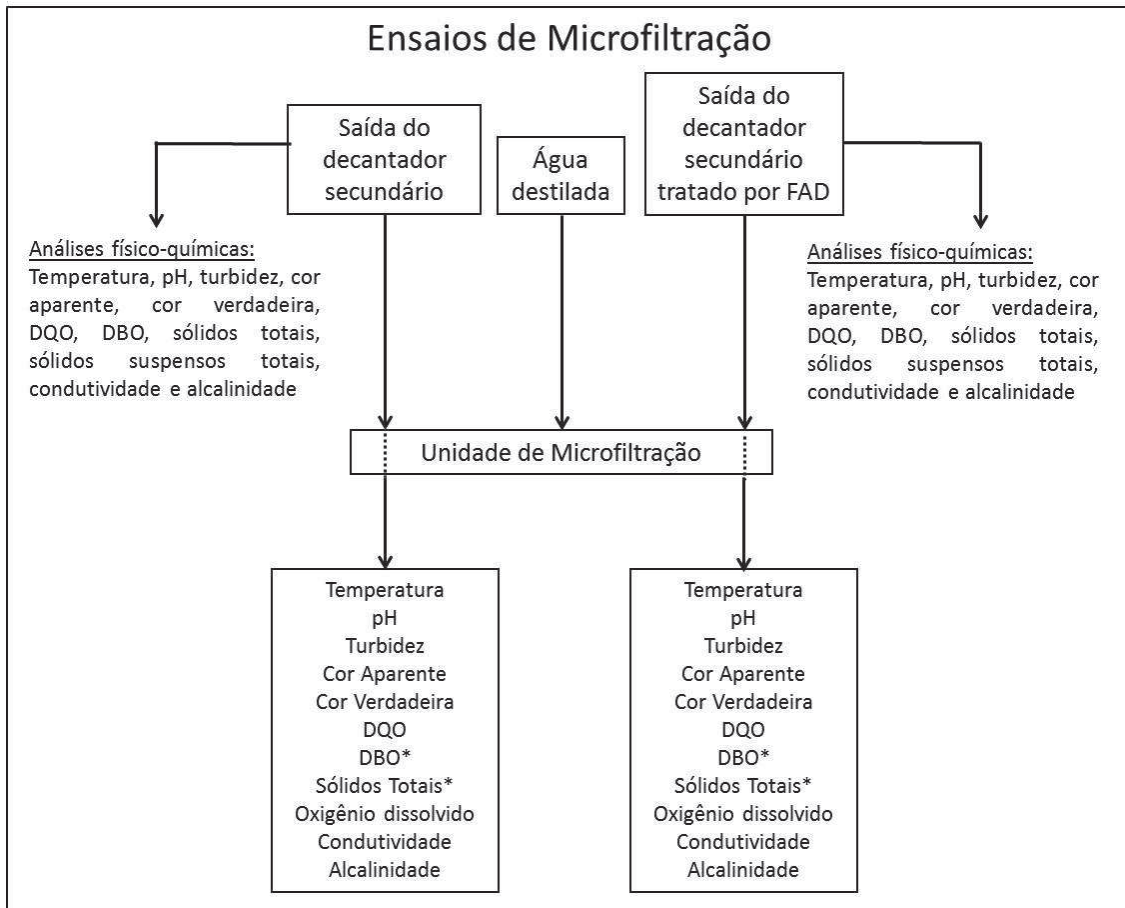 Ensaios de Microfiltração
Saída do
decantador
secundário
Água
destilada
Saída do
decantador
secundário
tratado por FAD
Análises físico-químicas:
Temperatura, pH, turbidez, cor
aparente, cor verdadeira,
DQO, DBO, sólidos totais,
sólidos suspensos totais,
condutividade e alcalinidade
Análises físico-químicas:
Temperatura, pH, turbidez, cor
aparente, cor verdadeira,
DQO, DBO, sólidos totais,
sólidos suspensos totais,
condutividade e alcalinidade
Unidade de Microfiltração
Temperatura
pH
Turbidez
Cor Aparente
Cor Verdadeira
DQO
DBO*
Sólidos Totais*
Oxigênio dissolvido
Condutividade
Alcalinidade
Temperatura
pH
Turbidez
Cor Aparente
Cor Verdadeira
DQO
DBO*
Sólidos Totais*
Oxigênio dissolvido
Condutividade
Alcalinidade